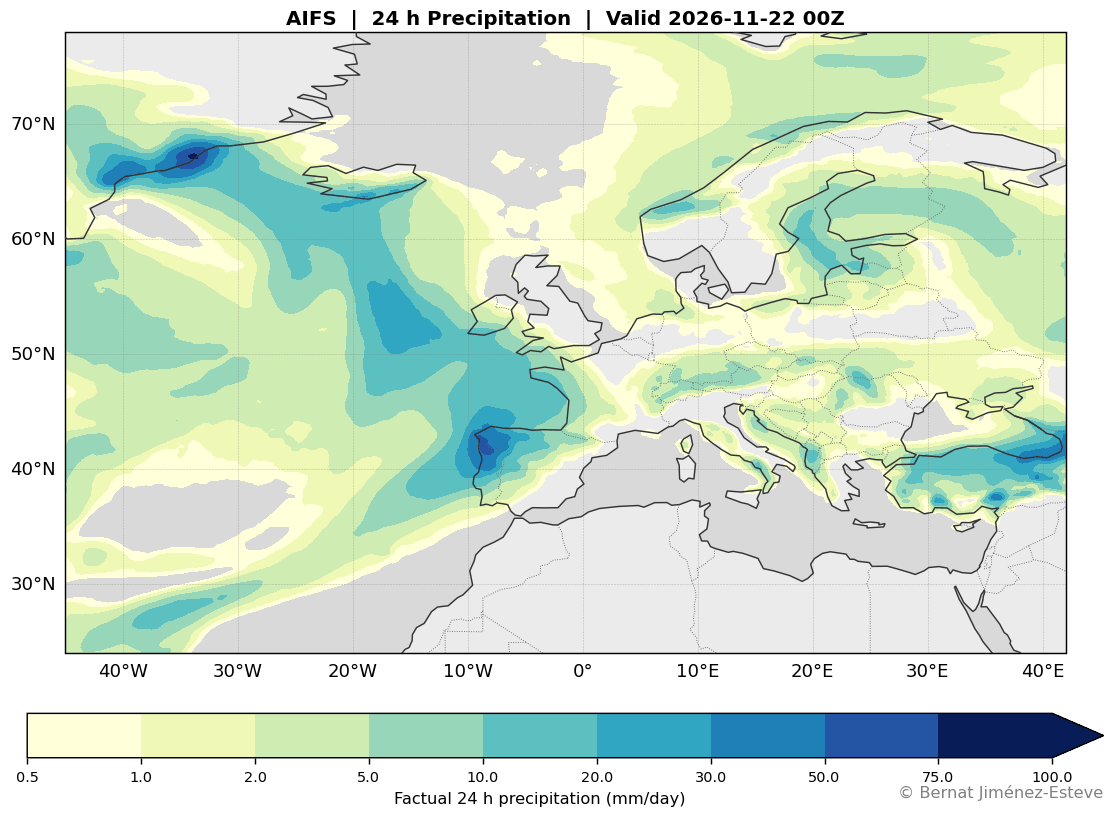 AIFS | 24 h Precipitation | Valid 2026-11-22 00Z
70°N
60°N
50°N
40°N
30°N
40°W 30°W 20°W 10°W 0° 10°E 20°E 30°E 40°E
0.5 1.0 2.0 5.0 10.0 20.0 30.0 50.0 75.0 100.0
Factual 24 h precipitation (mm/day)
© Bernat Jiménez-Esteve